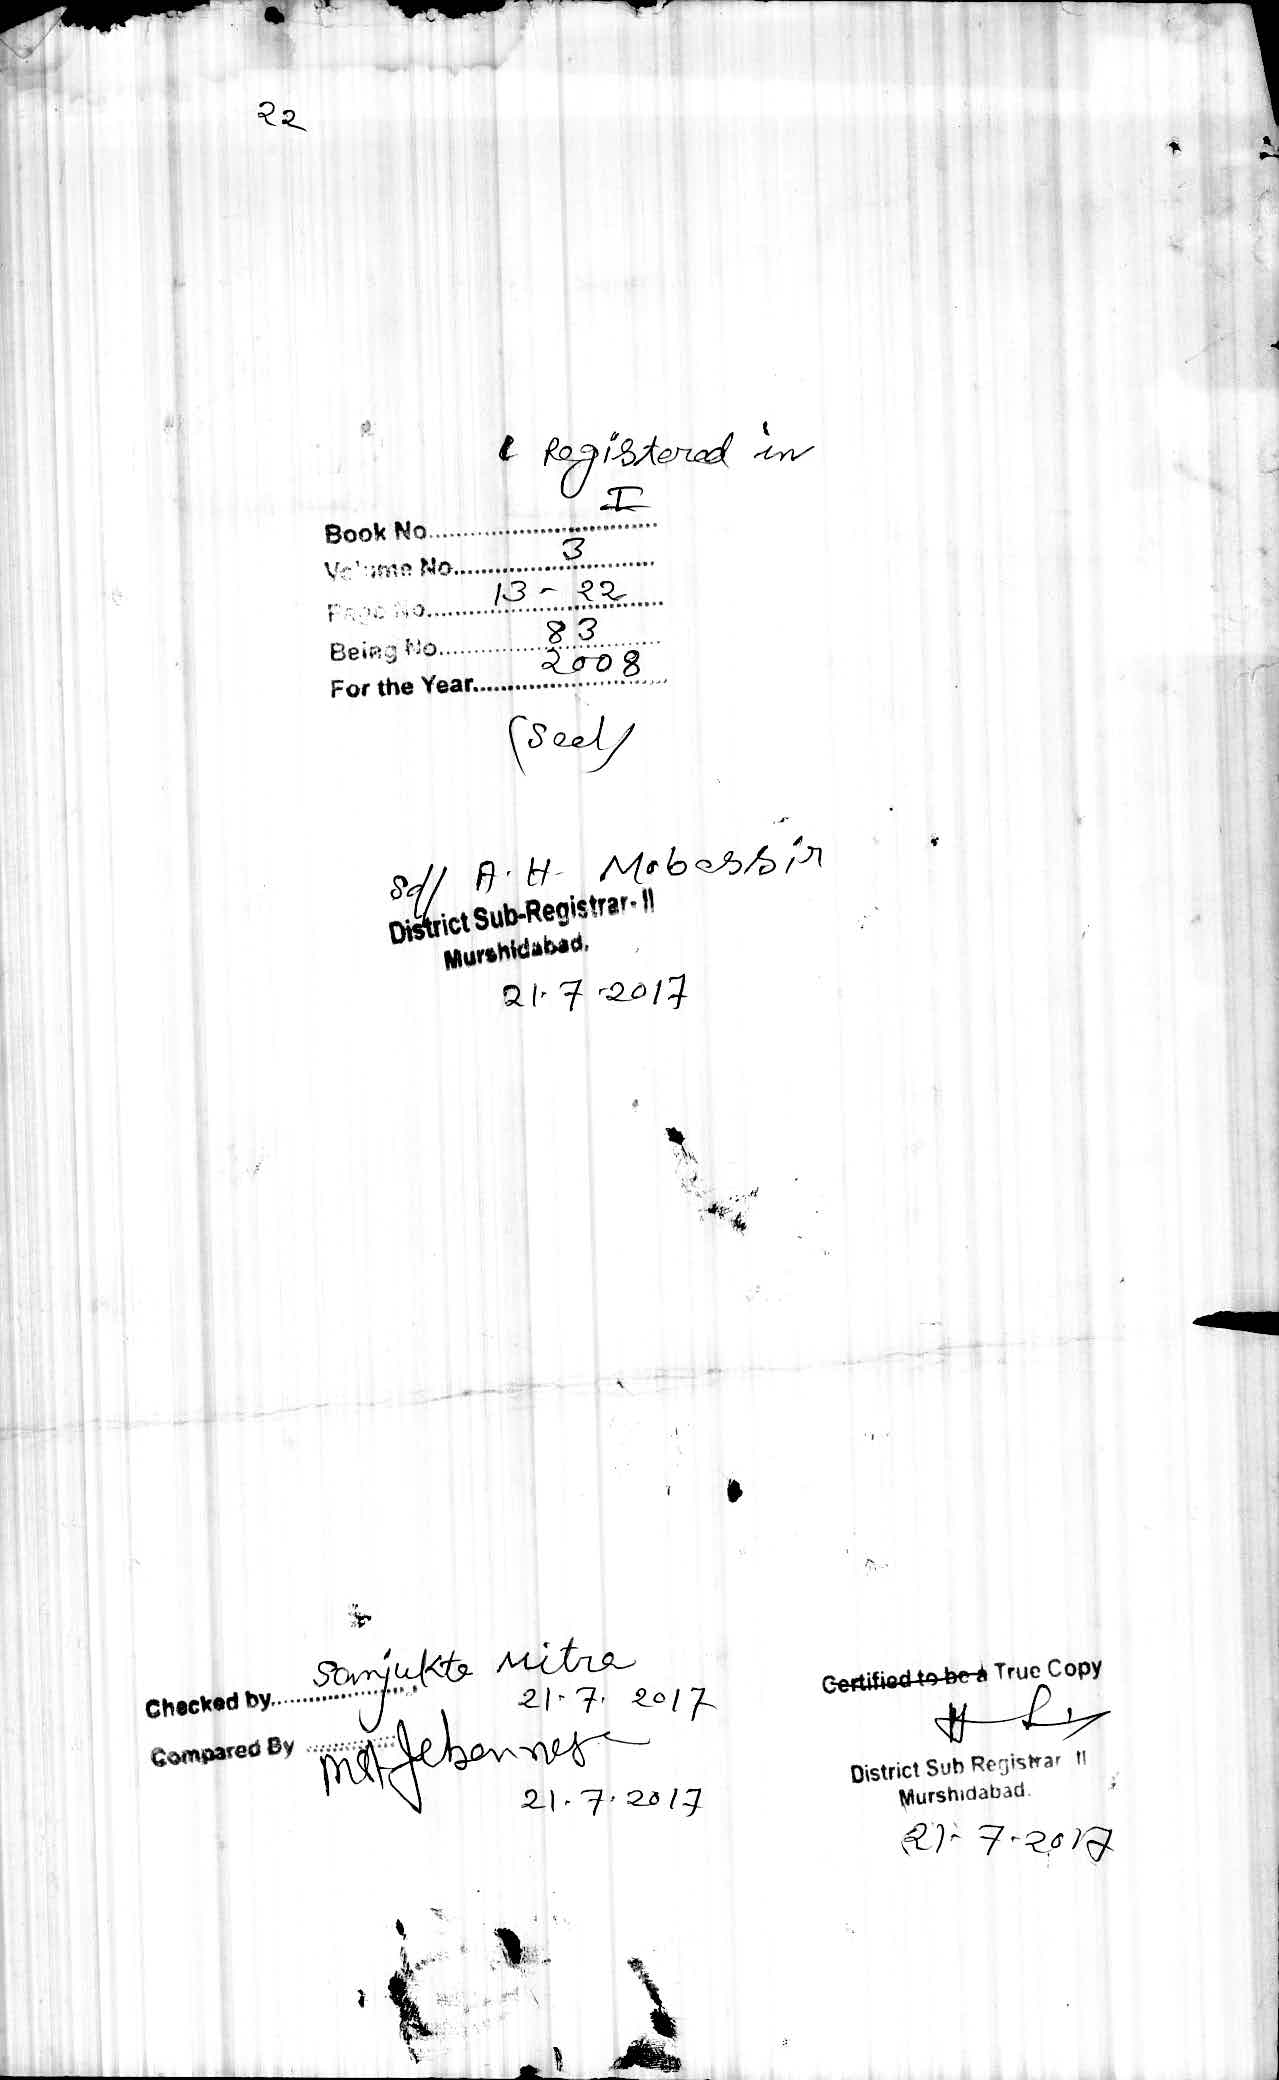 22
Registered in
Book No.......... I
Volume No.......... 3
Page No.......... 13 - 22
Being No.......... 83
For the Year.......... 2008
(Seal)
Sd/ A. H. Mobassir
District Sub-Registrar- II
Murshidabad.
21.7.2017
Checked by.......... Sanjukta Mitra
21.7.2017
Compared By ..........
21.7.2017
Certified to be a True Copy
District Sub Registrar II
Murshidabad.
21.7.2017